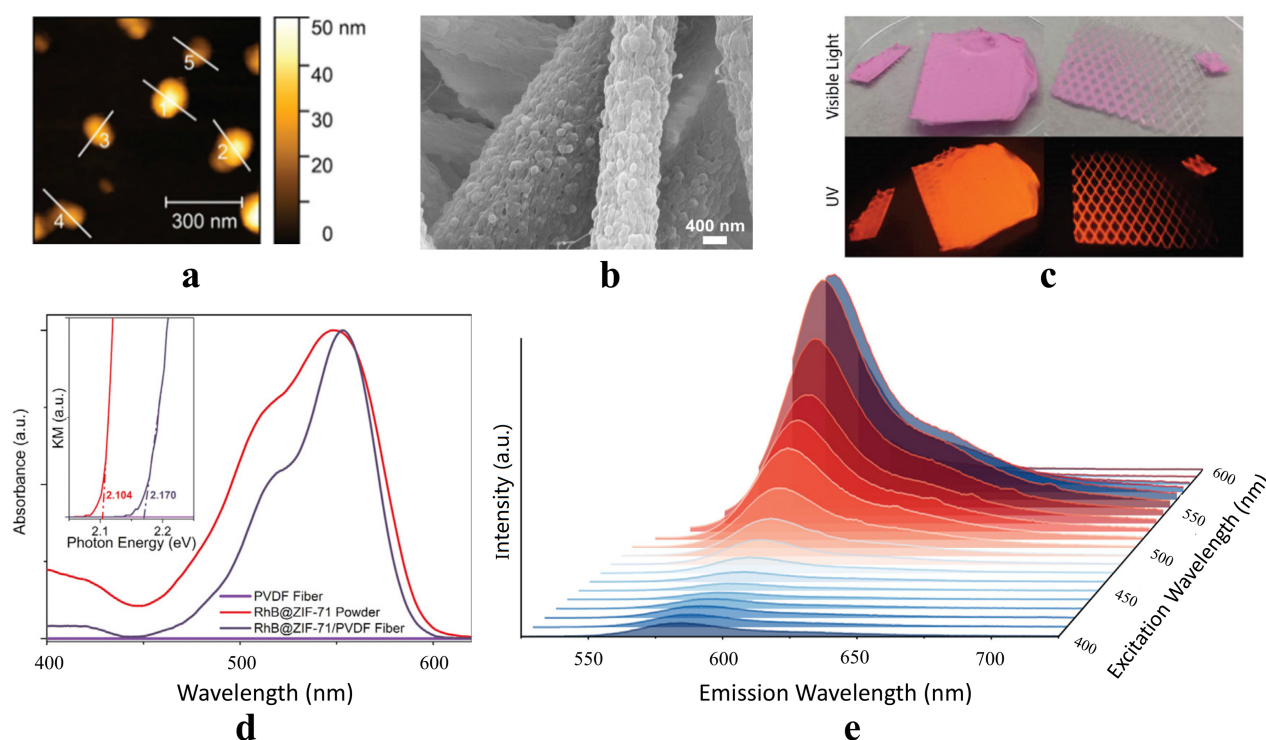 50 nm
40
30
20
10
0
5
1
3
2
4
300 nm
a
400 nm
b
Visible Light
UV
c
Absorbance (a.u.)
KM (a.u.)
2.104
2.170
2.1
2.2
Photon Energy (eV)
PVDF Fiber
RhB@ZIF-71 Powder
RhB@ZIF-71/PVDF Fiber
400
500
600
Wavelength (nm)
d
Intensity (a.u.)
550
600
650
700
Emission Wavelength (nm)
400
450
500
550
600
Excitation Wavelength (nm)
e